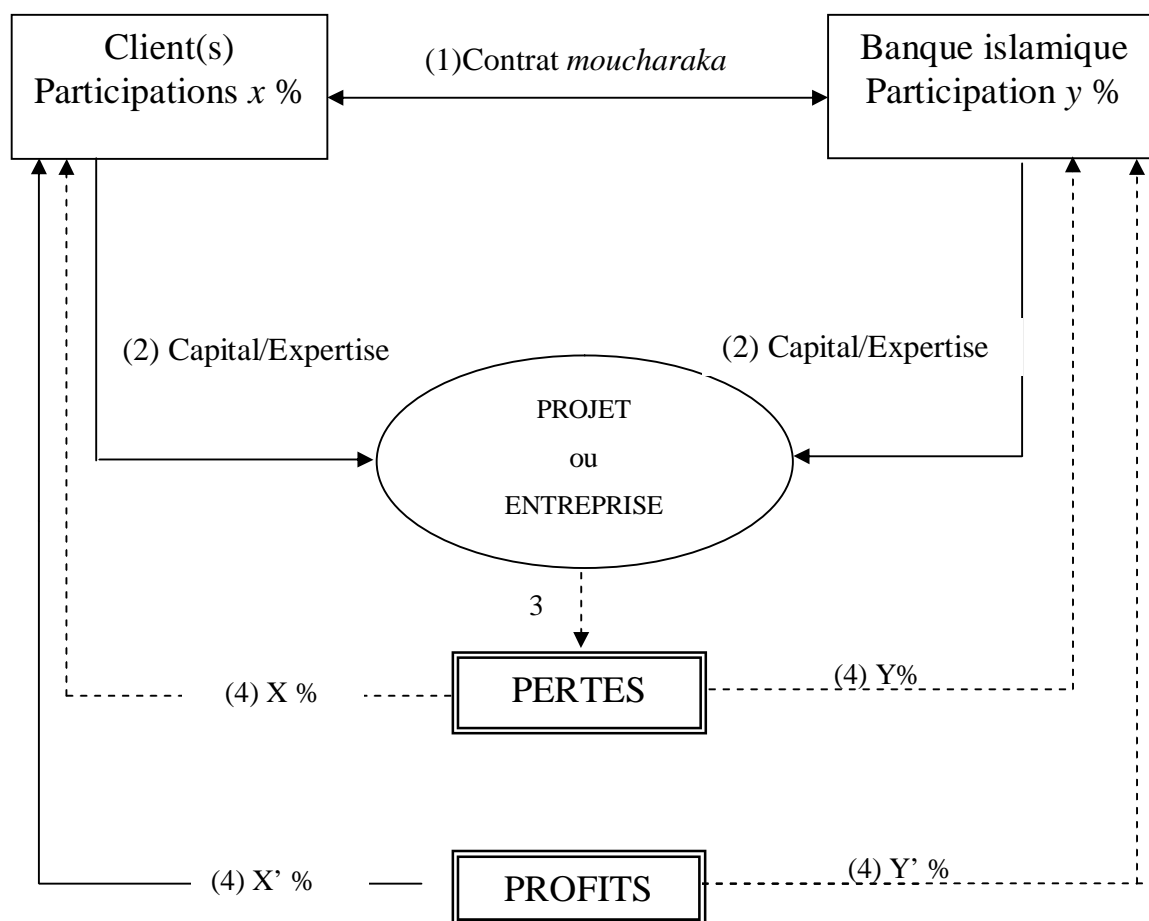 Client(s)
Participations x %
(1)Contrat moucharaka
Banque islamique
Participation y %
(2) Capital/Expertise
(2) Capital/Expertise
PROJET
ou
ENTREPRISE
3
(4) X %
PERTES
(4) Y%
(4) X’ %
PROFITS
(4) Y’ %